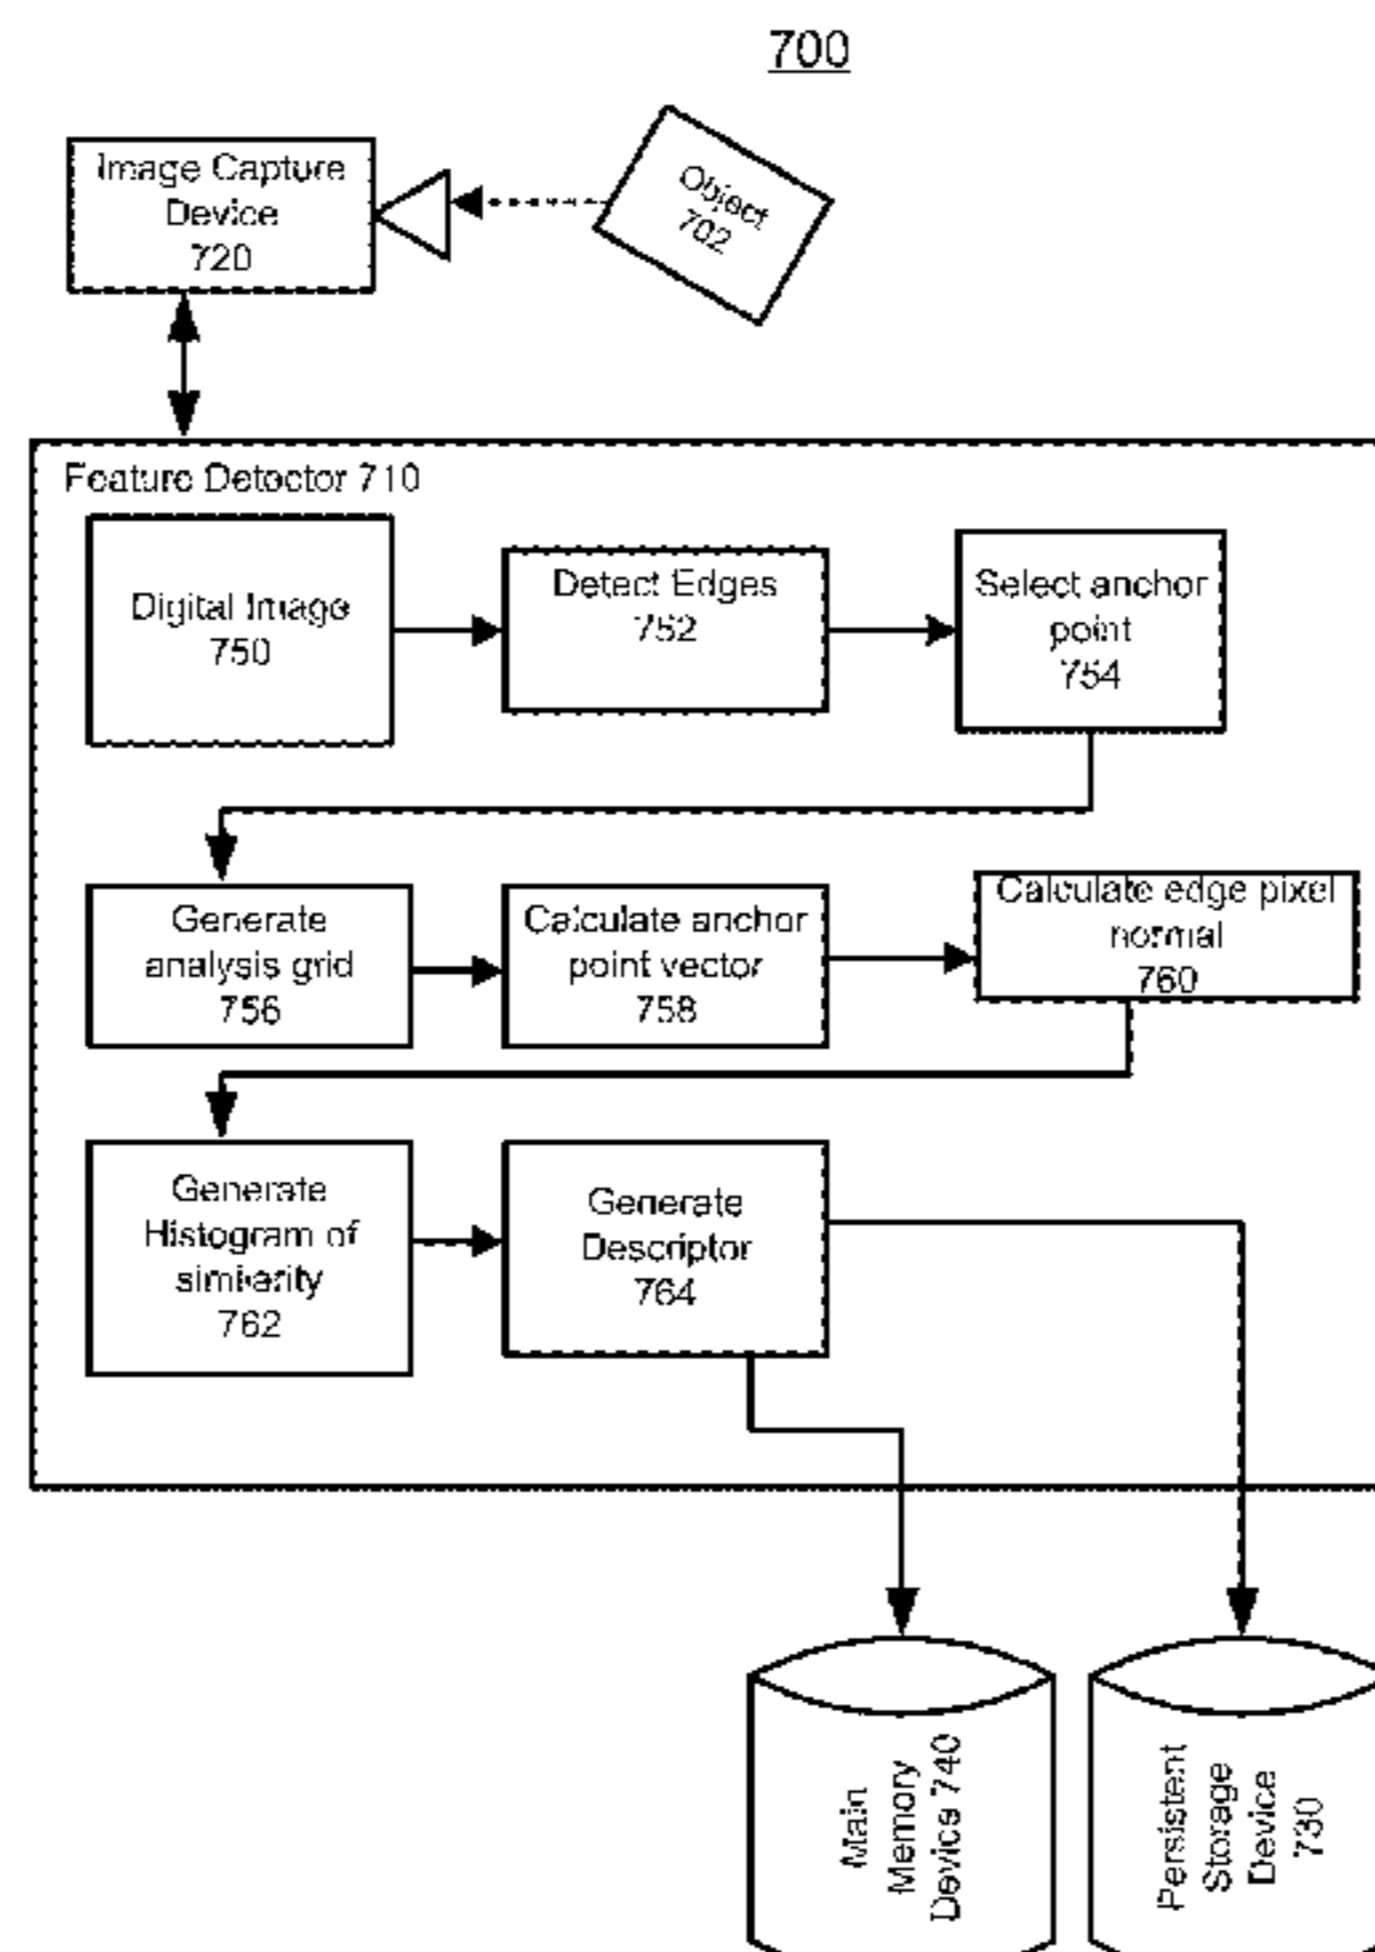 700
Image Capture
Device
720
Object
702
Feature Detector 710
Digital Image
750
Detect Edges
752
Select anchor
point
754
Generate
analysis grid
756
Calculate anchor
point vector
758
Calculate edge pixel
normal
760
Generate
Histogram of
similarity
762
Generate
Descriptor
764
Main
Memory
Device 740
Persistent
Storage
Device
730